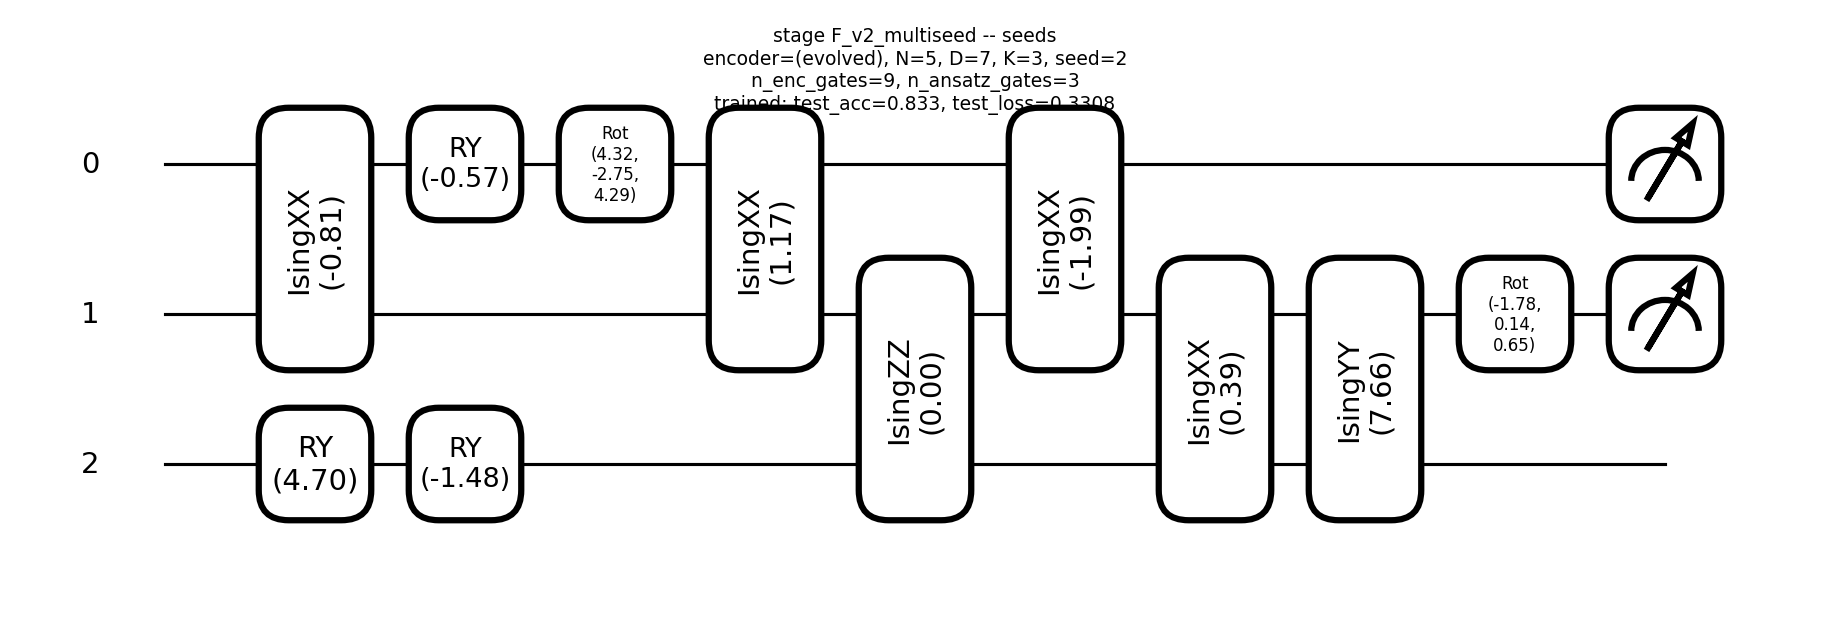 stage F_v2_multiseed -- seeds
encoder=(evolved), N=5, D=7, K=3, seed=2
n_enc_gates=9, n_ansatz_gates=3
trained: test_acc=0.833, test_loss=0.3308
0
IsingXX
(-0.81)
RY
(-0.57)
Rot
(4.32,
-2.75,
4.29)
IsingXX
(1.17)
IsingXX
(-1.99)
1
IsingZZ
(0.00)
IsingXX
(0.39)
IsingYY
(7.66)
Rot
(-1.78,
0.14,
0.65)
2
RY
(4.70)
RY
(-1.48)